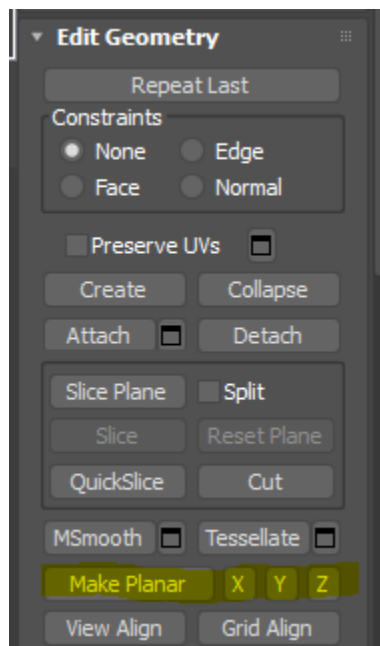 Edit Geometry
Repeat Last
Constraints
None Edge
Face Normal
Preserve UVs
Create Collapse
Attach Detach
Slice Plane Split
Slice Reset Plane
QuickSlice Cut
MSmooth Tessellate
Make Planar X Y Z
View Align Grid Align